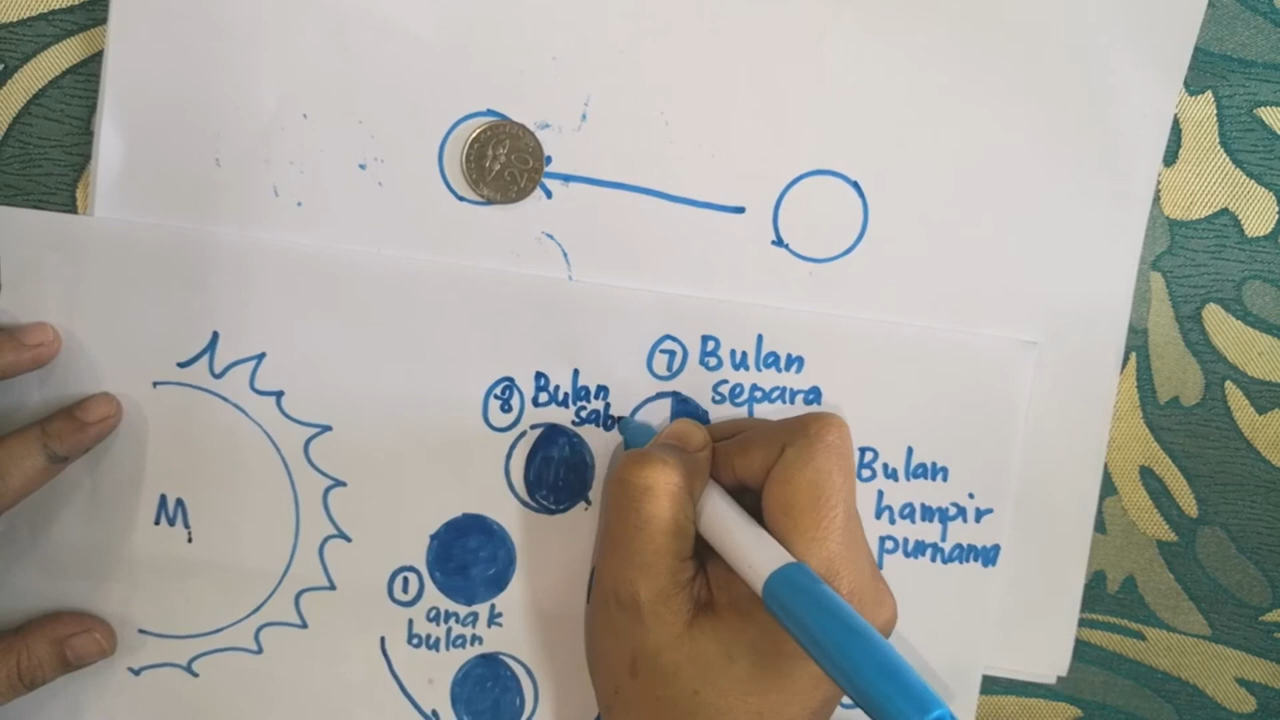 20
7 Bulan
separa
8 Bulan
Bulan
hampir
purnama
M
1
anak
bulan